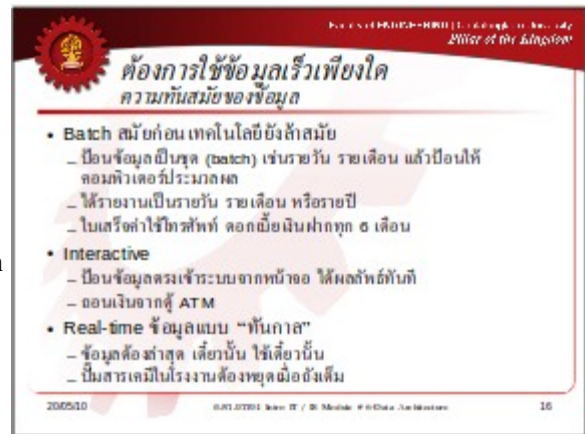 Faculty of ENGINEERING | Chulalongkorn University
Pillar of the kingdom
ต้องการใช้ข้อมูลเร็วเพียงใด
ความทันสมัยของข้อมูล
• Batch สมัยก่อน เทคโนโลยียังล้าสมัย
– ป้อนข้อมูลเป็นชุด (batch) เช่นรายวัน รายเดือน แล้วป้อนให้
คอมพิวเตอร์ประมวลผล
– ได้รายงานเป็นรายวัน รายเดือน หรือรายปี
– ใบเสร็จค่าใช้โทรศัพท์ ดอกเบี้ยเงินฝากทุก 6 เดือน
• Interactive
– ป้อนข้อมูลตรงเข้าระบบจากหน้าจอ ได้ผลลัพธ์ทันที
– ถอนเงินจากตู้ ATM
• Real-time ข้อมูลแบบ “ทันกาล”
– ข้อมูลต้องล่าสุด เดี๋ยวนั้น ใช้เดี๋ยวนั้น
– ปั๊มสารเคมีในโรงงานต้องหยุดเมื่อถังเต็ม
20/05/10
Intro IT / IS Module # 6-Data Architecture
16